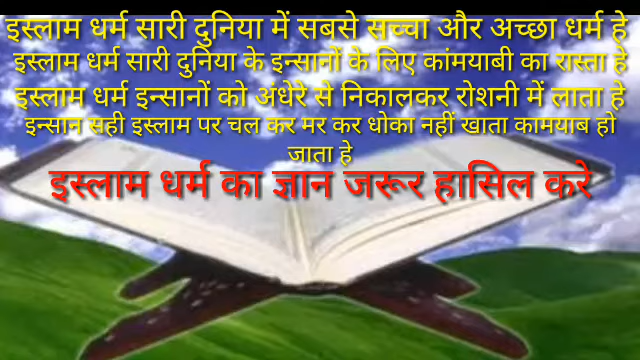 इस्लाम धर्म सारी दुनिया में सबसे सच्चा और अच्छा धर्म हे
इस्लाम धर्म सारी दुनिया के इन्सानों के लिए कांमयाबी का रास्ता हे
इस्लाम धर्म इन्सानों को अंधेरे से निकालकर रोशनी में लाता हे
इन्सान सही इस्लाम पर चल कर मर कर धोका नहीं खाता कामयाब हो
जाता हे
इस्लाम धर्म का ज्ञान जरूर हासिल करे